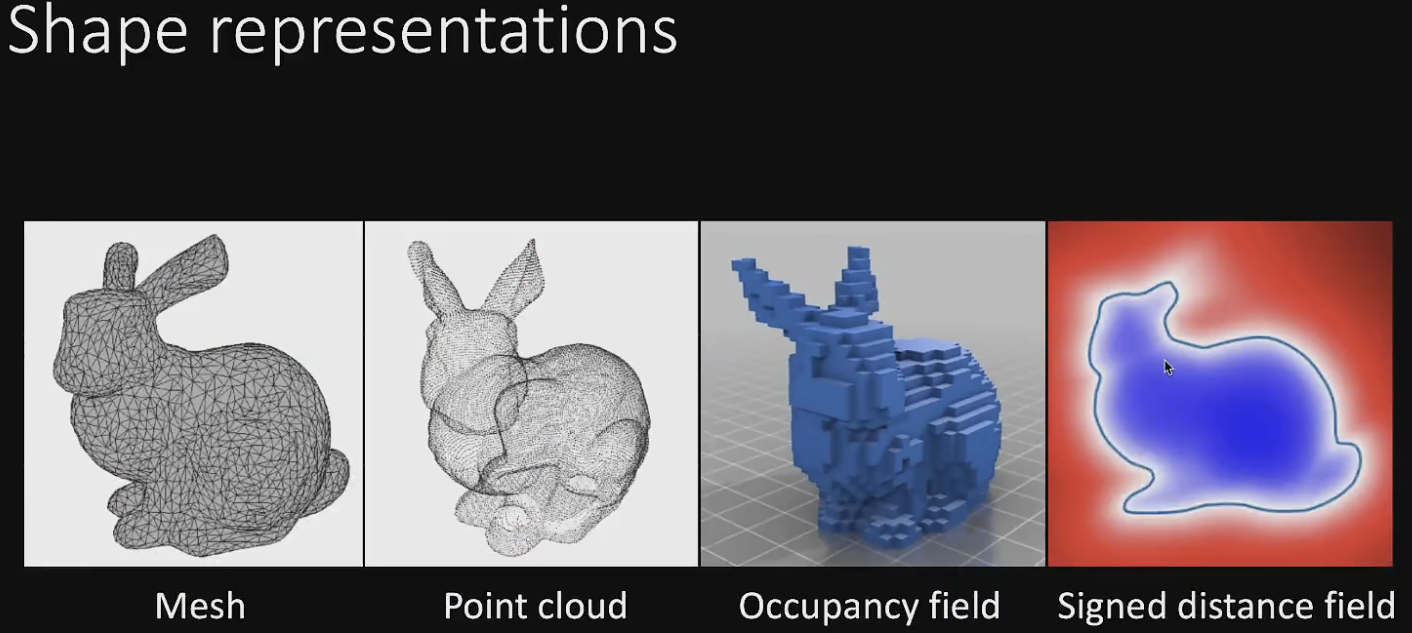 Shape representations
Mesh
Point cloud
Occupancy field
Signed distance field